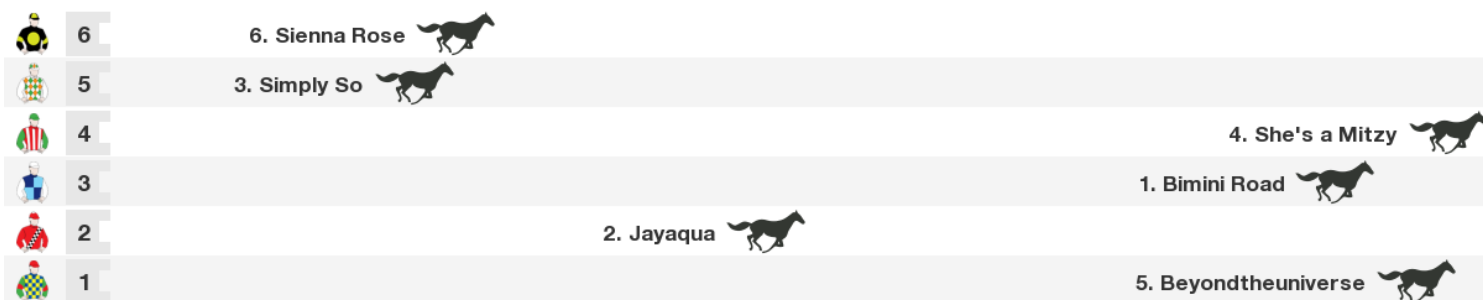 6 6. Sienna Rose
5 3. Simply So
4 4. She's a Mitzy
3 1. Bimini Road
2 2. Jayaqua
1 5. Beyondtheuniverse